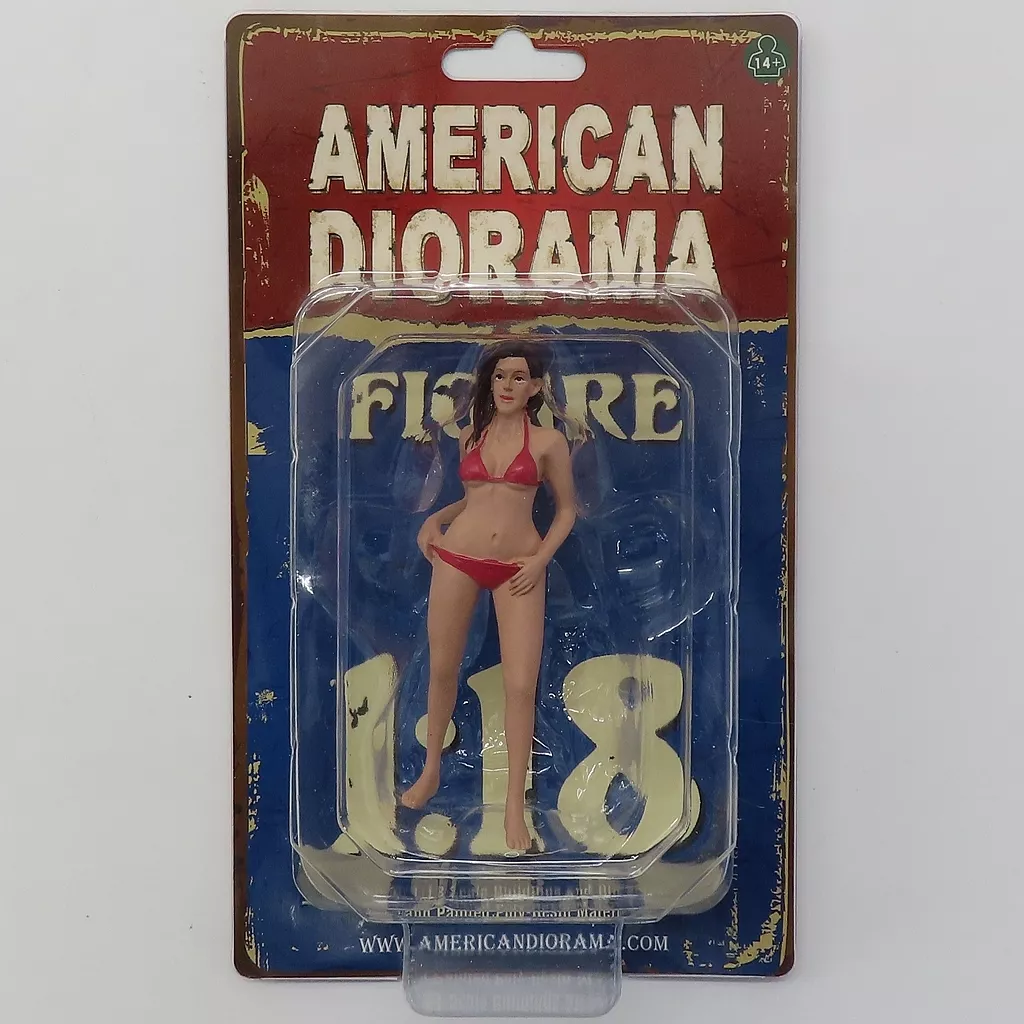 14+
AMERICAN
DIORAMA
FIGURE
1:18
WWW.AMERICANDIORAMA.COM